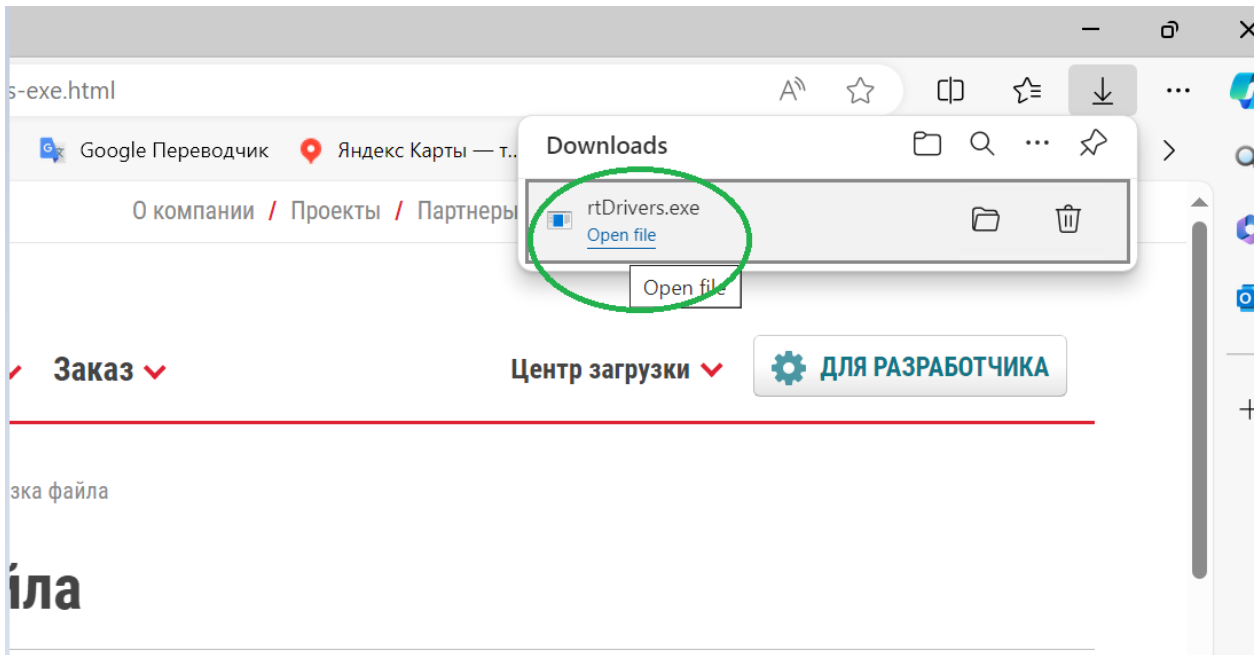 s-exe.html
Google Переводчик Яндекс Карты — т...
Downloads
О компании / Проекты / Партнеры
rtDrivers.exe
Open file
Open file
Заказ
Центр загрузки
ДЛЯ РАЗРАБОТЧИКА
зка файла
йла